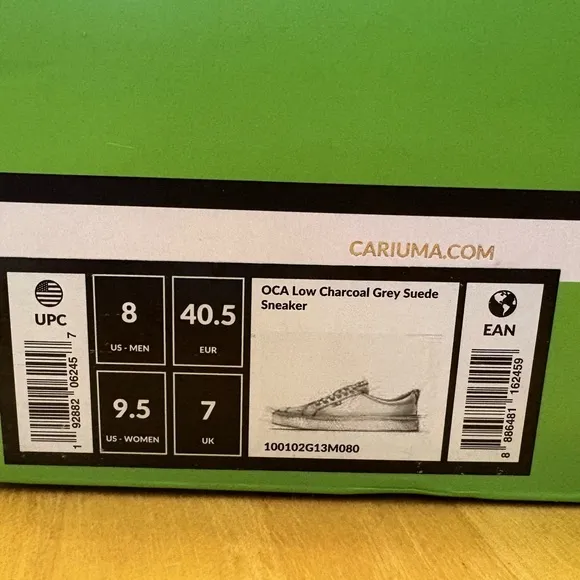 CARIUMA.COM
UPC
1 92882 06245 7
8
US - MEN
40.5
EUR
9.5
US - WOMEN
7
UK
OCA Low Charcoal Grey Suede
Sneaker
100102G13M080
EAN
8 886481 162459